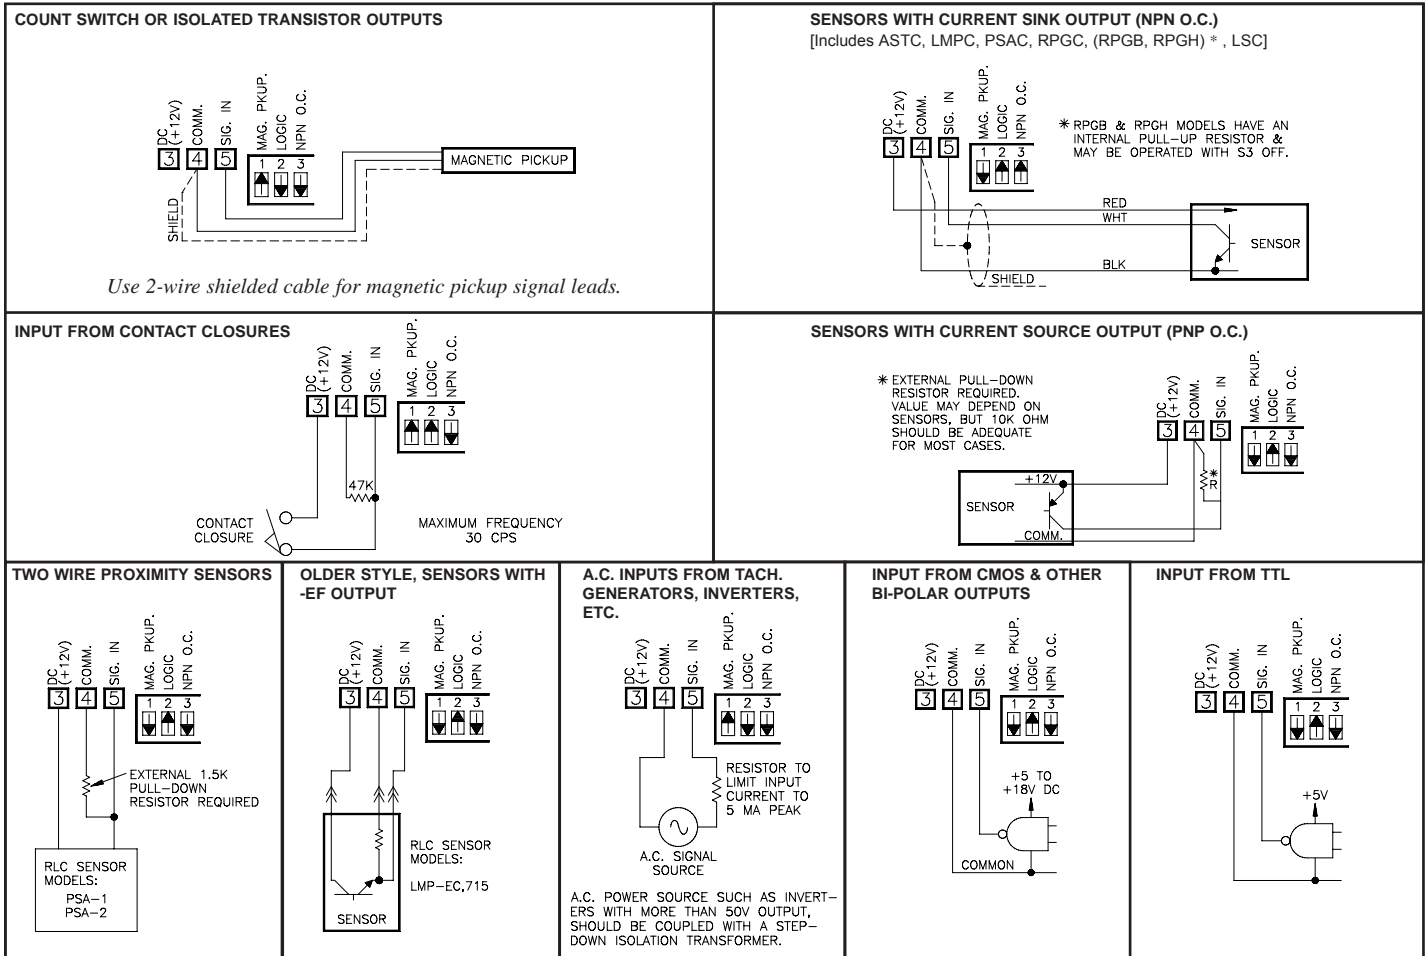 COUNT SWITCH OR ISOLATED TRANSISTOR OUTPUTS
DC
(+12V)
COMM.
SIG. IN
MAG. PKUP.
LOGIC
NPN O.C.
3 4 5
1 2 3
MAGNETIC PICKUP
SHIELD
Use 2-wire shielded cable for magnetic pickup signal leads.
SENSORS WITH CURRENT SINK OUTPUT (NPN O.C.)
[Includes ASTC, LMPC, PSAC, RPGC, (RPGB, RPGH) * , LSC]
DC
(+12V)
COMM.
SIG. IN
MAG. PKUP.
LOGIC
NPN O.C.
3 4 5
1 2 3
* RPGB & RPGH MODELS HAVE AN
INTERNAL PULL-UP RESISTOR &
MAY BE OPERATED WITH S3 OFF.
RED
WHT
SENSOR
BLK
SHIELD
INPUT FROM CONTACT CLOSURES
DC
(+12V)
COMM.
SIG. IN
MAG. PKUP.
LOGIC
NPN O.C.
3 4 5
1 2 3
47K
CONTACT
CLOSURE
MAXIMUM FREQUENCY
30 CPS
SENSORS WITH CURRENT SOURCE OUTPUT (PNP O.C.)
* EXTERNAL PULL-DOWN
RESISTOR REQUIRED.
VALUE MAY DEPEND ON
SENSORS, BUT 10K OHM
SHOULD BE ADEQUATE
FOR MOST CASES.
DC
(+12V)
COMM.
SIG. IN
MAG. PKUP.
LOGIC
NPN O.C.
3 4 5
1 2 3
+12V
*
R
SENSOR
COMM.
TWO WIRE PROXIMITY SENSORS
DC
(+12V)
COMM.
SIG. IN
MAG. PKUP.
LOGIC
NPN O.C.
3 4 5
1 2 3
EXTERNAL 1.5K
PULL-DOWN
RESISTOR REQUIRED
RLC SENSOR
MODELS:
PSA-1
PSA-2
OLDER STYLE, SENSORS WITH
-EF OUTPUT
DC
(+12V)
COMM.
SIG. IN
MAG. PKUP.
LOGIC
NPN O.C.
3 4 5
1 2 3
RLC SENSOR
MODELS:
LMP-EC,715
SENSOR
A.C. INPUTS FROM TACH.
GENERATORS, INVERTERS,
ETC.
DC
(+12V)
COMM.
SIG. IN
MAG. PKUP.
LOGIC
NPN O.C.
3 4 5
1 2 3
RESISTOR TO
LIMIT INPUT
CURRENT TO
5 MA PEAK
A.C. SIGNAL
SOURCE
A.C. POWER SOURCE SUCH AS INVERT-
ERS WITH MORE THAN 50V OUTPUT,
SHOULD BE COUPLED WITH A STEP-
DOWN ISOLATION TRANSFORMER.
INPUT FROM CMOS & OTHER
BI-POLAR OUTPUTS
DC
(+12V)
COMM.
SIG. IN
MAG. PKUP.
LOGIC
NPN O.C.
3 4 5
1 2 3
+5 TO
+18V DC
COMMON
INPUT FROM TTL
DC
(+12V)
COMM.
SIG. IN
MAG. PKUP.
LOGIC
NPN O.C.
3 4 5
1 2 3
+5V